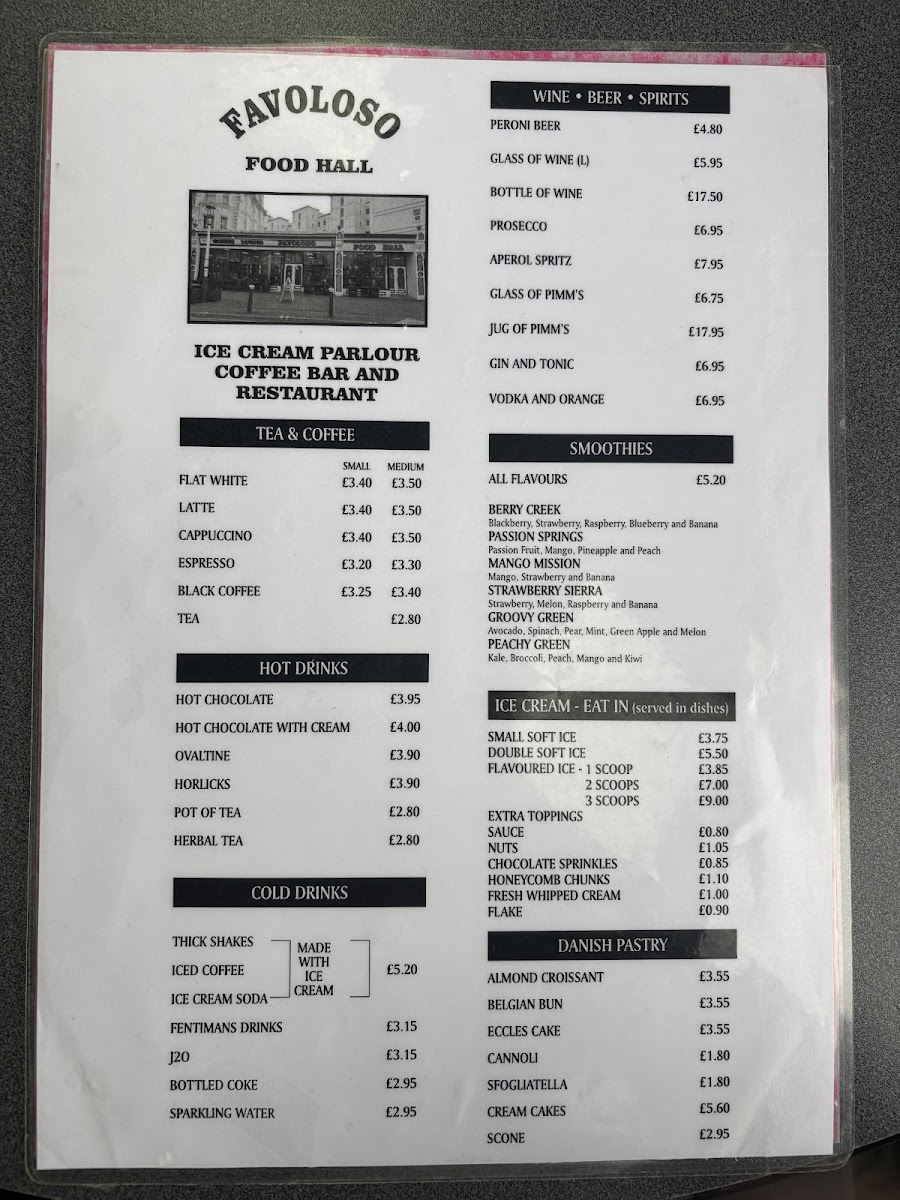 FAVOLOSO
FOOD HALL
FAVOLOSO
FOOD HALL
ICE CREAM PARLOUR
COFFEE BAR AND
RESTAURANT
TEA & COFFEE
SMALL MEDIUM
FLAT WHITE £3.40 £3.50
LATTE £3.40 £3.50
CAPPUCCINO £3.40 £3.50
ESPRESSO £3.20 £3.30
BLACK COFFEE £3.25 £3.40
TEA £2.80
HOT DRINKS
HOT CHOCOLATE £3.95
HOT CHOCOLATE WITH CREAM £4.00
OVALTINE £3.90
HORLICKS £3.90
POT OF TEA £2.80
HERBAL TEA £2.80
COLD DRINKS
THICK SHAKES
ICED COFFEE
ICE CREAM SODA
MADE
WITH
ICE
CREAM
£5.20
FENTIMANS DRINKS £3.15
J2O £3.15
BOTTLED COKE £2.95
SPARKLING WATER £2.95
WINE • BEER • SPIRITS
PERONI BEER £4.80
GLASS OF WINE (L) £5.95
BOTTLE OF WINE £17.50
PROSECCO £6.95
APEROL SPRITZ £7.95
GLASS OF PIMM'S £6.75
JUG OF PIMM'S £17.95
GIN AND TONIC £6.95
VODKA AND ORANGE £6.95
SMOOTHIES
ALL FLAVOURS £5.20
BERRY CREEK
Blackberry, Strawberry, Raspberry, Blueberry and Banana
PASSION SPRINGS
Passion Fruit, Mango, Pineapple and Peach
MANGO MISSION
Mango, Strawberry and Banana
STRAWBERRY SIERRA
Strawberry, Melon, Raspberry and Banana
GROOVY GREEN
Avocado, Spinach, Pear, Mint, Green Apple and Melon
PEACHY GREEN
Kale, Broccoli, Peach, Mango and Kiwi
ICE CREAM - EAT IN (served in dishes)
SMALL SOFT ICE £3.75
DOUBLE SOFT ICE £5.50
FLAVOURED ICE - 1 SCOOP £3.85
2 SCOOPS £7.00
3 SCOOPS £9.00
EXTRA TOPPINGS
SAUCE £0.80
NUTS £1.05
CHOCOLATE SPRINKLES £0.85
HONEYCOMB CHUNKS £1.10
FRESH WHIPPED CREAM £1.00
FLAKE £0.90
DANISH PASTRY
ALMOND CROISSANT £3.55
BELGIAN BUN £3.55
ECCLES CAKE £3.55
CANNOLI £1.80
SFOGLIATELLA £1.80
CREAM CAKES £5.60
SCONE £2.95